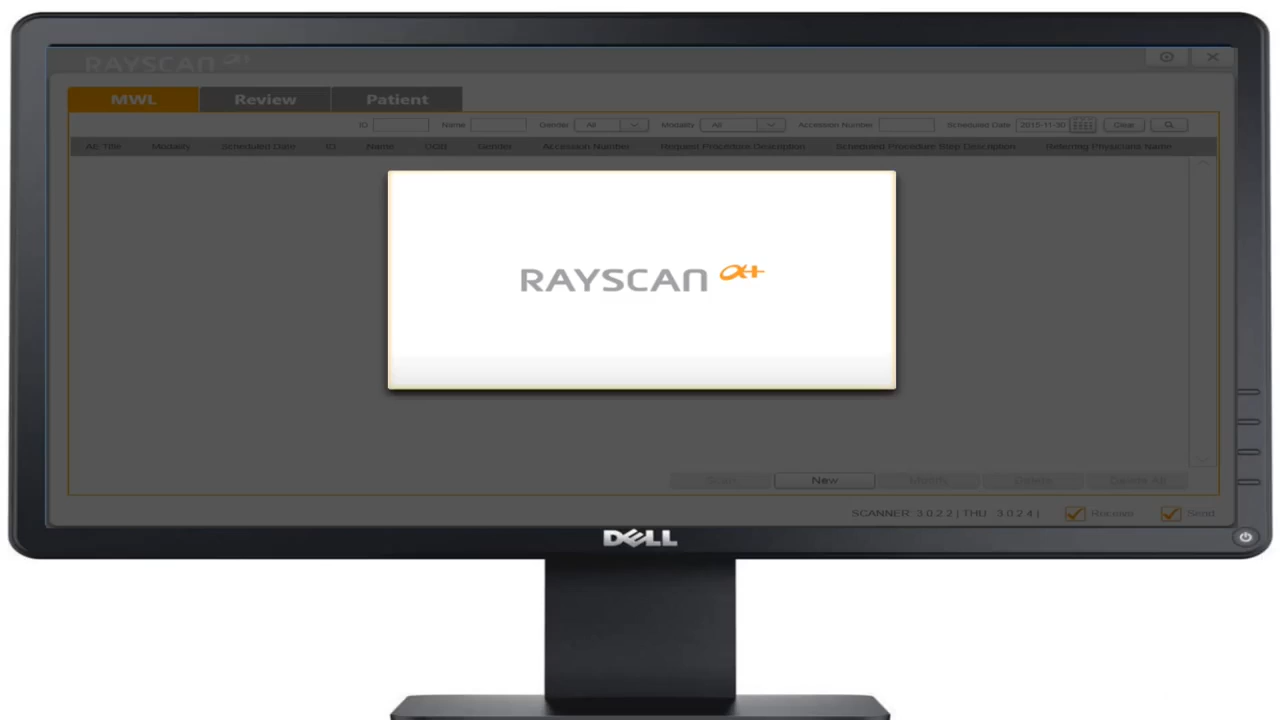 RAYSCAN α+
MWL Review Patient
ID Name Gender All Modality All Accession Number Scheduled Date 2015-11-30 Clear
AE Title Modality Scheduled Date ID Name DOB Gender Accession Number Request Procedure Description Scheduled Procedure Step Description Referring Physicians Name
RAYSCAN α+
Scan New Modify Delete Delete All
SCANNER: 3.0.2.2 | THU : 3.0.2.4 | Receiver Send
DELL